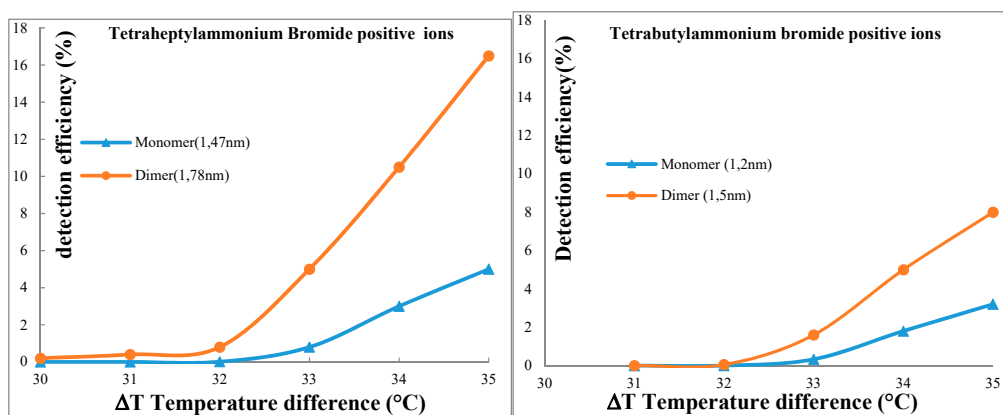 Tetraheptylammonium Bromide positive ions
detection efficiency (%)
18
16
14
12
10
8
6
4
2
0
Monomer(1,47nm)
Dimer(1,78nm)
30 31 32 33 34 35
ΔT Temperature difference (°C)
Tetrabutylammonium bromide positive ions
Detection efficiency(%)
18
16
14
12
10
8
6
4
2
0
Monomer (1,2nm)
Dimer (1,5nm)
30 31 32 33 34 35
ΔT Temperature difference (°C)